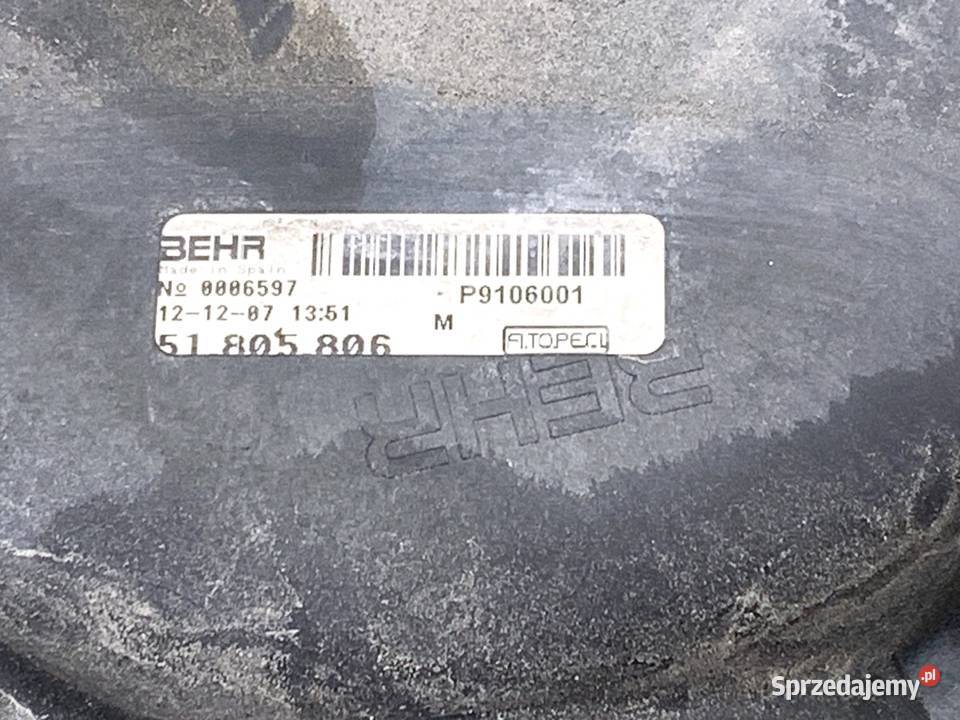 BEHR
Made in Spain
Nº 0006597
- P9106001
12-12-07 13:51
M
51 805 806
BEHR
Sprzedajemy.pl